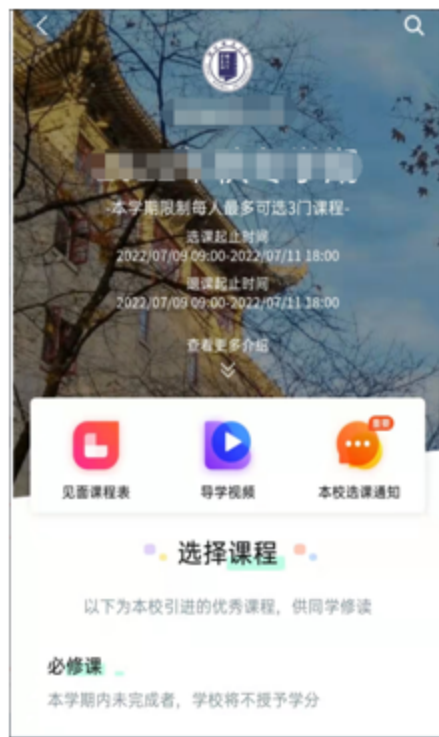 -本学期限制每人最多可选3门课程-
选课起止时间
2022/07/09 09:00-2022/07/11 18:00
退课起止时间
2022/07/09 09:00-2022/07/11 18:00
查看更多介绍
重要
见面课程表
导学视频
本校选课通知
选择课程
以下为本校引进的优秀课程，供同学修读
必修课
本学期内未完成者，学校将不授予学分